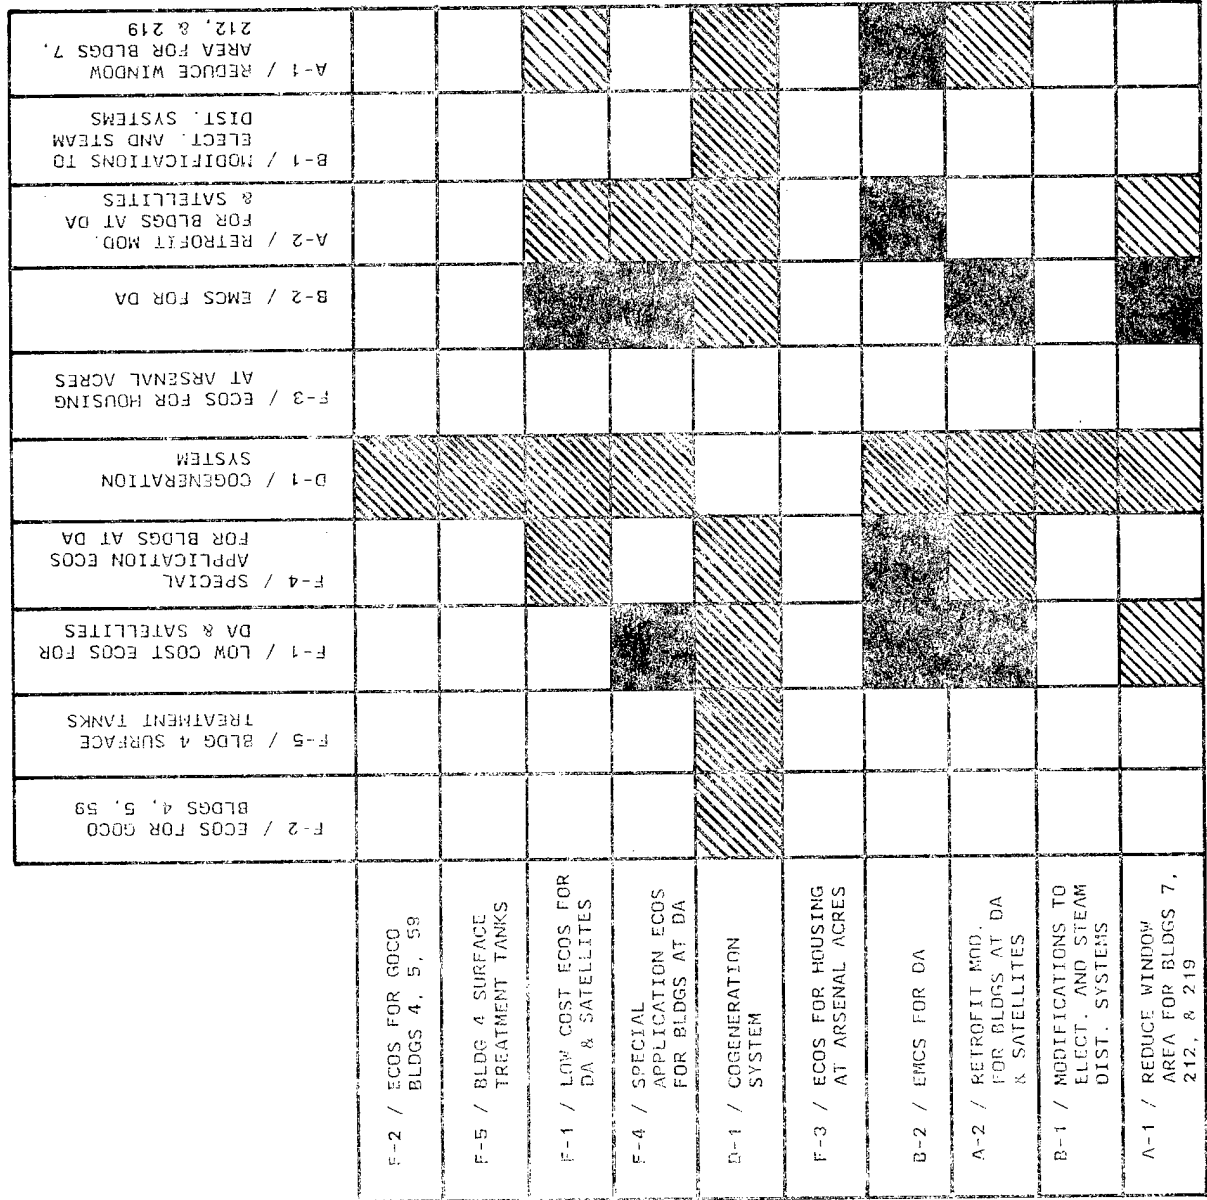 A-1 / REDUCE WINDOW
AREA FOR BLDGS 7,
212, & 219
B-1 / MODIFICATIONS TO
ELECT. AND STEAM
DIST. SYSTEMS
A-2 / RETROFIT MOD.
FOR BLDGS AT DA
& SATELLITES
B-2 / EMCS FOR DA
F-3 / ECOS FOR HOUSING
AT ARSENAL ACRES
D-1 / COGENERATION
SYSTEM
F-4 / SPECIAL
APPLICATION ECOS
FOR BLDGS AT DA
F-1 / LOW COST ECOS FOR
DA & SATELLITES
F-5 / BLDG 4 SURFACE
TREATMENT TANKS
F-2 / ECOS FOR GOCO
BLDGS 4, 5, 59
F-2 / ECOS FOR GOCO
BLDGS 4, 5, 59
F-5 / BLDG 4 SURFACE
TREATMENT TANKS
F-1 / LOW COST ECOS FOR
DA & SATELLITES
F-4 / SPECIAL
APPLICATION ECOS
FOR BLDGS AT DA
D-1 / COGENERATION
SYSTEM
F-3 / ECOS FOR HOUSING
AT ARSENAL ACRES
B-2 / EMCS FOR DA
A-2 / RETROFIT MOD.
FOR BLDGS AT DA
& SATELLITES
B-1 / MODIFICATIONS TO
ELECT. AND STEAM
DIST. SYSTEMS
A-1 / REDUCE WINDOW
AREA FOR BLDGS 7,
212, & 219